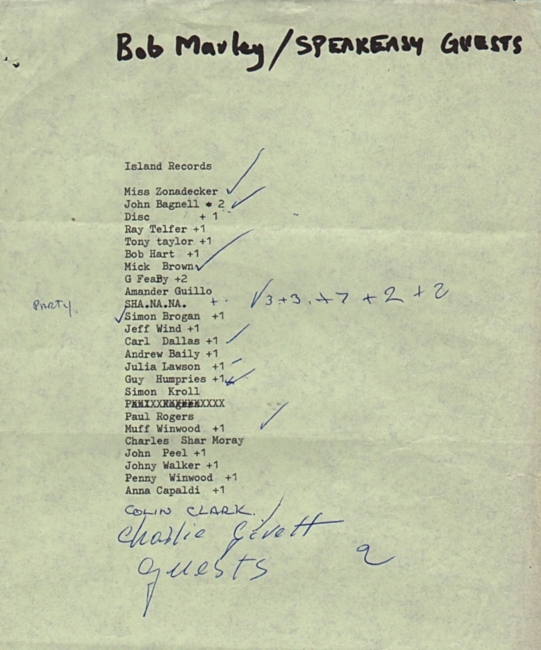 Bob Marley / SPEAKEASY GUESTS
Island Records
Miss Zonadecker
John Bagnell * 2
Disc + 1
Ray Telfer +1
Tony taylor +1
Bob Hart +1
Mick Brown
G FeaBy +2
Amander Guillo
PARTY. SHA.NA.NA. + 3+3.+7+2+2
Simon Brogan +1
Jeff Wind +1
Carl Dallas +1
Andrew Baily +1
Julia Lawson +1
Guy Humpries +1
Simon Kroll
Paul Rogers
Muff Winwood +1
Charles Shar Moray
John Peel +1
Johny Walker +1
Penny Winwood +1
Anna Capaldi +1
COLIN CLARK.
Charlie
guests 2